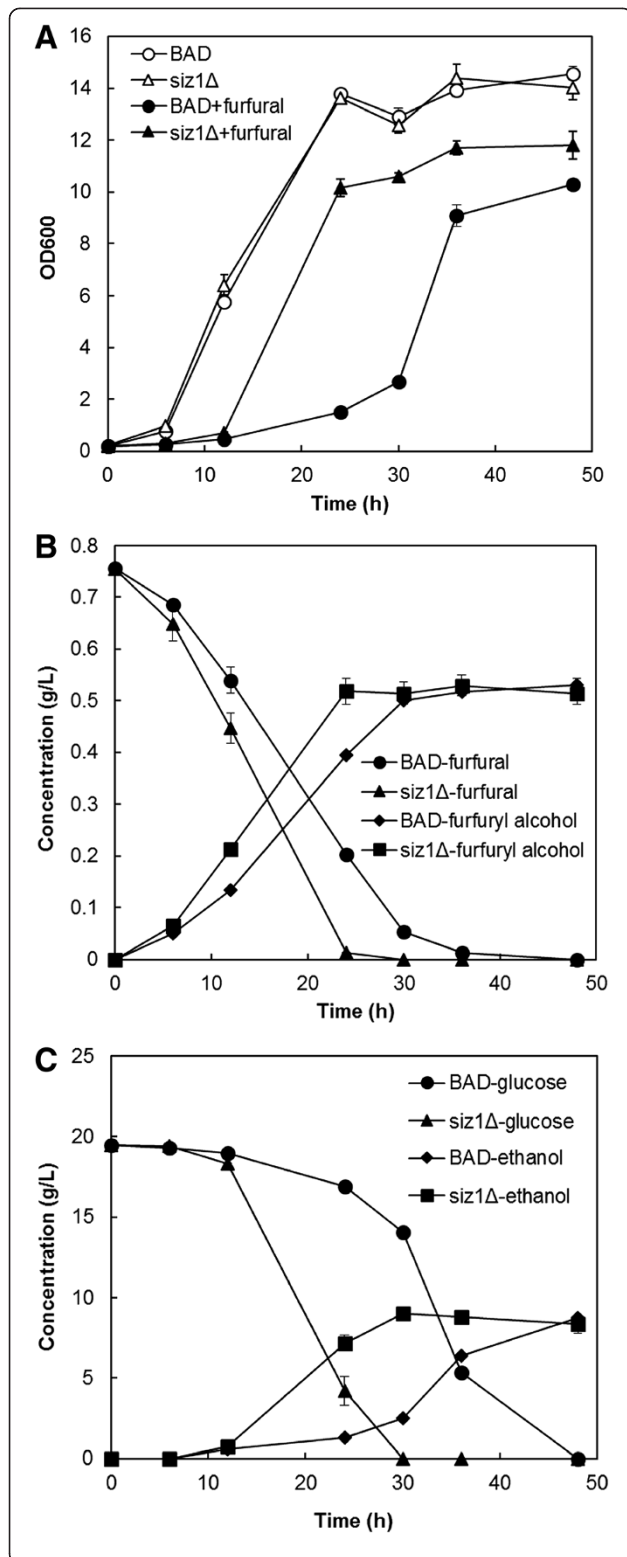 A
BAD
siz1Δ
BAD+furfural
siz1Δ+furfural
16
14
12
10
8
6
4
2
0
OD600
0 10 20 30 40 50
Time (h)
B
0.8
0.7
0.6
0.5
0.4
0.3
0.2
0.1
0
Concentration (g/L)
BAD-furfural
siz1Δ-furfural
BAD-furfuryl alcohol
siz1Δ-furfuryl alcohol
0 10 20 30 40 50
Time (h)
C
25
20
15
10
5
0
Concentration (g/L)
BAD-glucose
siz1Δ-glucose
BAD-ethanol
siz1Δ-ethanol
0 10 20 30 40 50
Time (h)